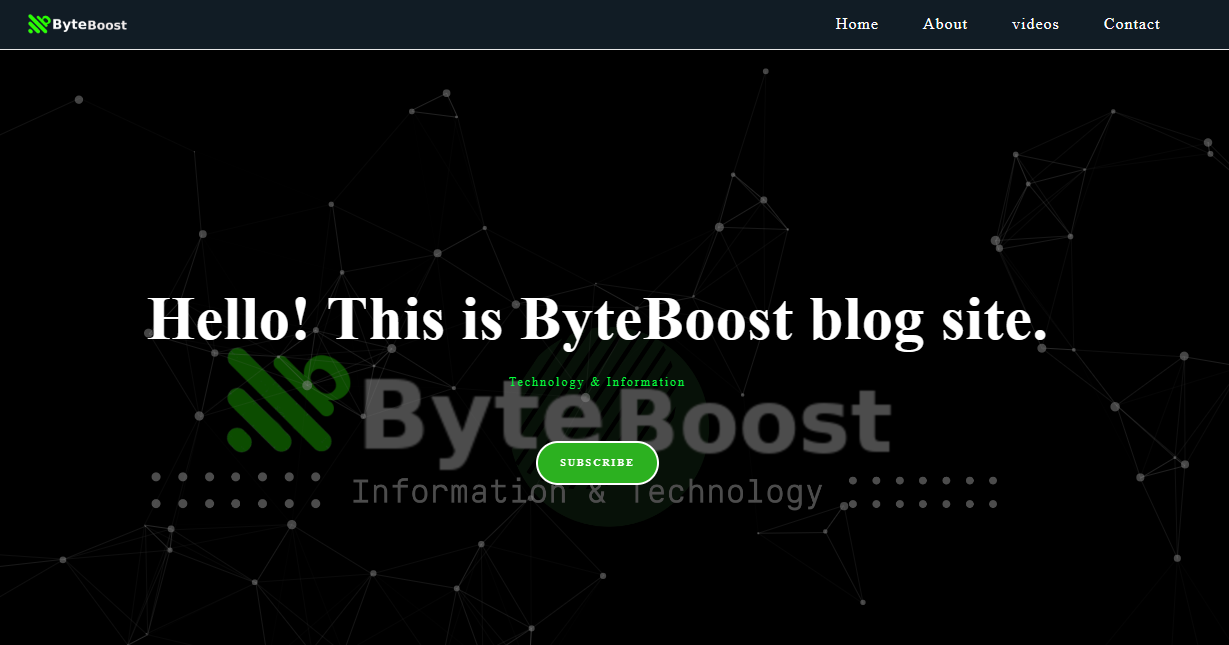 ByteBoost
Home About videos Contact
Hello! This is ByteBoost blog site.
Technology & Information
ByteBoost
SUBSCRIBE
Information & Technology